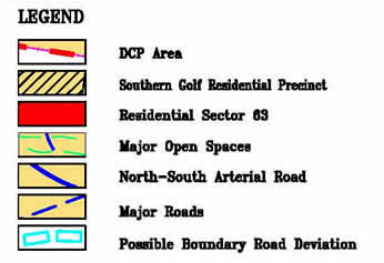 LEGEND
DCP Area
Southern Golf Residential Precinct
Residential Sector 63
Major Open Spaces
North-South Arterial Road
Major Roads
Possible Boundary Road Deviation